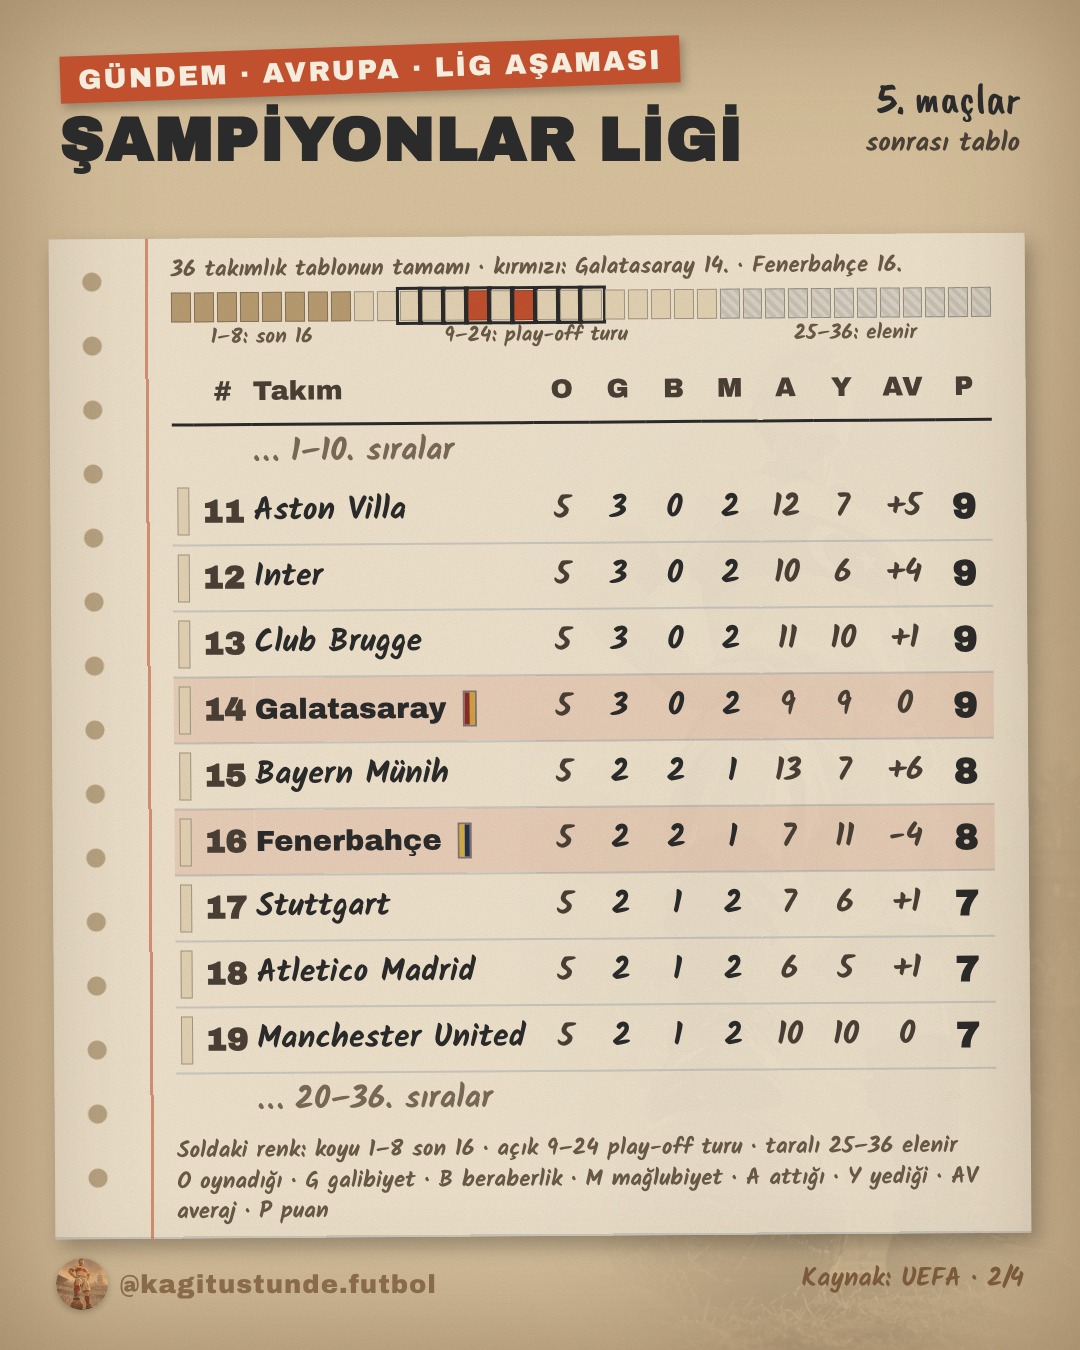 GÜNDEM · AVRUPA · LİG AŞAMASI
ŞAMPİYONLAR LİGİ
5. maçlar
sonrası tablo
36 takımlık tablonun tamamı · kırmızı: Galatasaray 14. · Fenerbahçe 16.
1–8: son 16 9–24: play-off turu 25–36: elenir
# Takım O G B M A Y AV P
... 1–10. sıralar
11 Aston Villa 5 3 0 2 12 7 +5 9
12 Inter 5 3 0 2 10 6 +4 9
13 Club Brugge 5 3 0 2 11 10 +1 9
14 Galatasaray 5 3 0 2 9 9 0 9
15 Bayern Münih 5 2 2 1 13 7 +6 8
16 Fenerbahçe 5 2 2 1 7 11 -4 8
17 Stuttgart 5 2 1 2 7 6 +1 7
18 Atletico Madrid 5 2 1 2 6 5 +1 7
19 Manchester United 5 2 1 2 10 10 0 7
... 20–36. sıralar
Soldaki renk: koyu 1–8 son 16 · açık 9–24 play-off turu · taralı 25–36 elenir
O oynadığı · G galibiyet · B beraberlik · M mağlubiyet · A attığı · Y yediği · AV
averaj · P puan
@kagitustunde.futbol
Kaynak: UEFA · 2/4